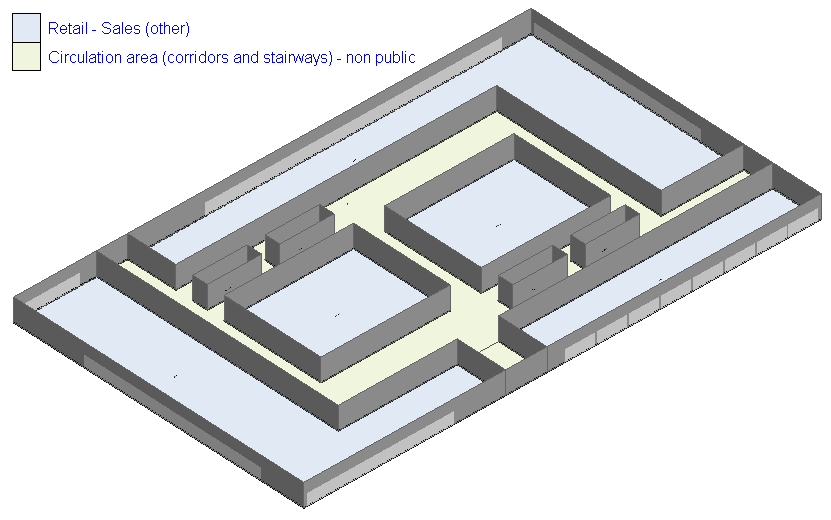 Retail - Sales (other)
Circulation area (corridors and stairways) - non public